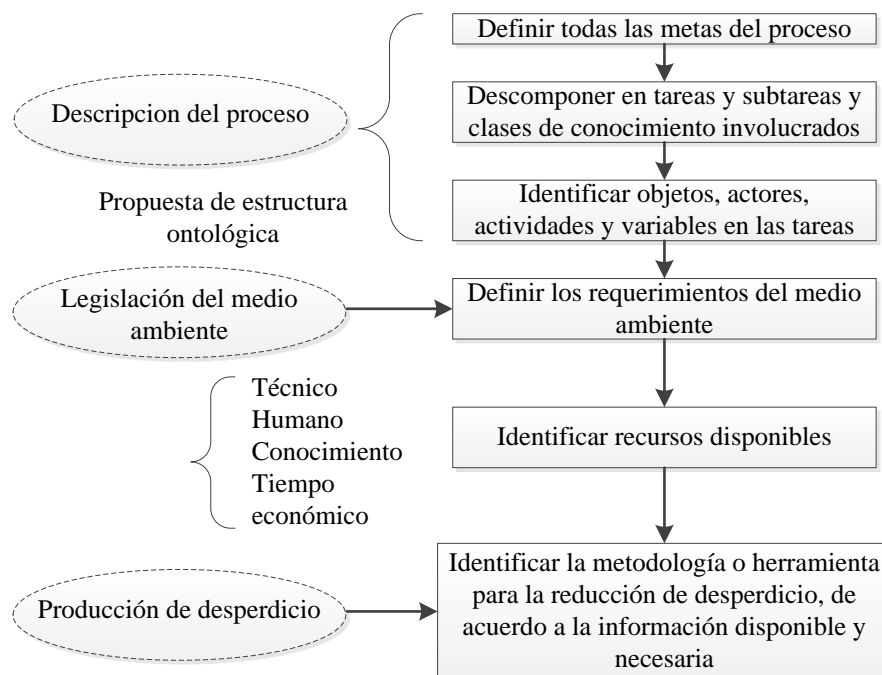 Definir todas las metas del proceso
Descripcion del proceso
Descomponer en tareas y subtareas y
clases de conocimiento involucrados
Propuesta de estructura
ontológica
Identificar objetos, actores,
actividades y variables en las tareas
Legislación del medio
ambiente
Definir los requerimientos del medio
ambiente
Técnico
Humano
Conocimiento
Tiempo
económico
Identificar recursos disponibles
Producción de desperdicio
Identificar la metodología o herramienta
para la reducción de desperdicio, de
acuerdo a la información disponible y
necesaria